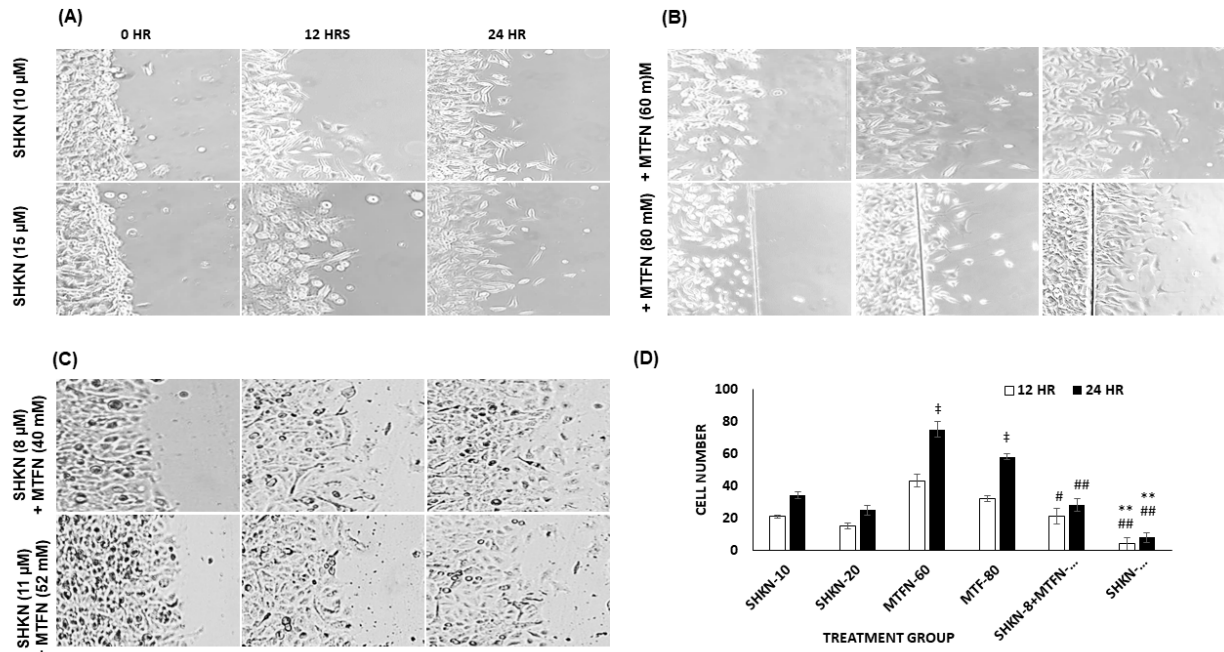 (A)
0 HR
12 HRS
24 HR
SHKN (10 µM)
SHKN (15 µM)
(B)
+ MTFN (60 m)M
+ MTFN (80 mM)
(C)
SHKN (8 µM)
+ MTFN (40 mM)
SHKN (11 µM)
MTFN (52 mM)
(D)
12 HR
24 HR
CELL NUMBER
100
80
60
40
20
0
‡
‡
#
##
**
##
**
##
SHKN-10
SHKN-20
MTFN-60
MTF-80
SHKN-8+MTFN-...
SHKN-...
TREATMENT GROUP